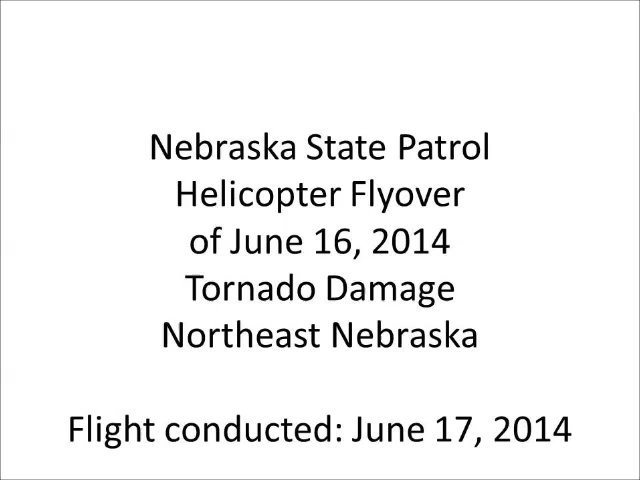 Nebraska State Patrol
Helicopter Flyover
of June 16, 2014
Tornado Damage
Northeast Nebraska
Flight conducted: June 17, 2014